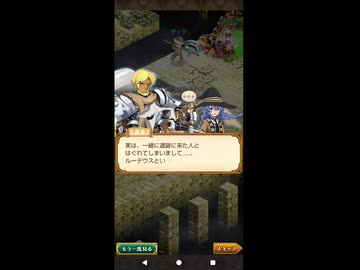 実は、一緒に遺跡に来た人と
はぐれてしまいまして……。
ルーデウスとい
もう一度見る
スキップ